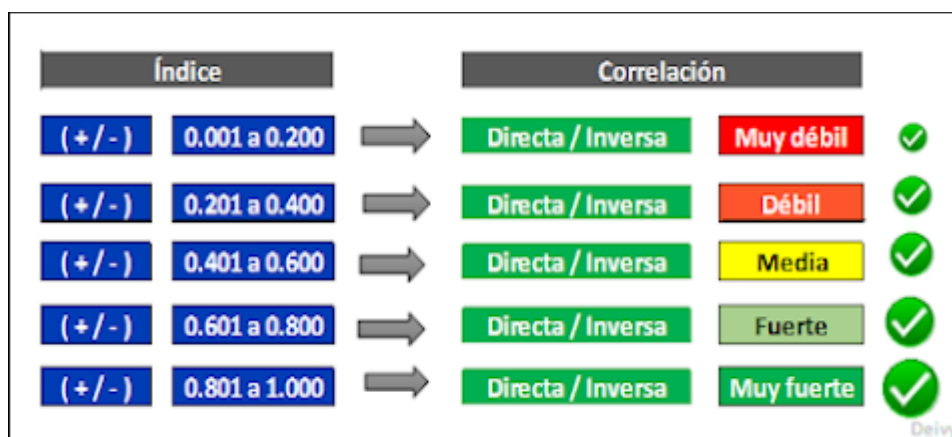 Índice Correlación
(+/-) 0.001 a 0.200 Directa / Inversa Muy débil
(+/-) 0.201 a 0.400 Directa / Inversa Débil
(+/-) 0.401 a 0.600 Directa / Inversa Media
(+/-) 0.601 a 0.800 Directa / Inversa Fuerte
(+/-) 0.801 a 1.000 Directa / Inversa Muy fuerte